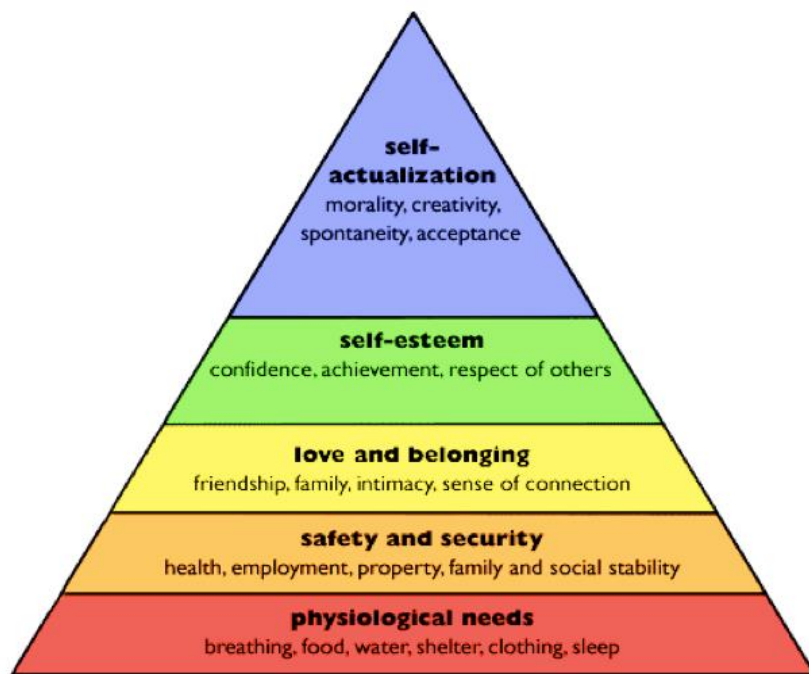 self-
actualization
morality, creativity,
spontaneity, acceptance
self-esteem
confidence, achievement, respect of others
love and belonging
friendship, family, intimacy, sense of connection
safety and security
health, employment, property, family and social stability
physiological needs
breathing, food, water, shelter, clothing, sleep